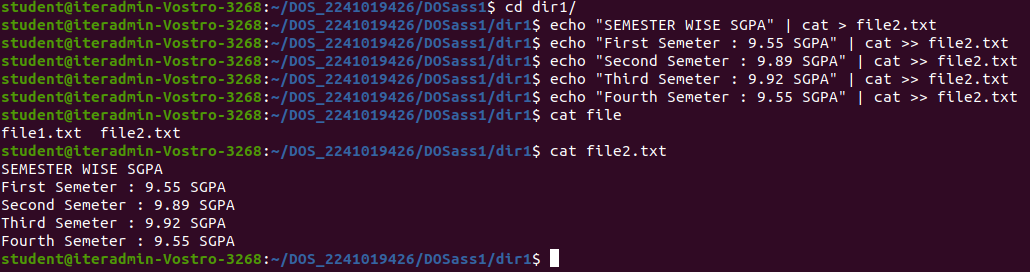 student@iteradmin-Vostro-3268:~/DOS_2241019426/DOSass1$ cd dir1/
student@iteradmin-Vostro-3268:~/DOS_2241019426/DOSass1/dir1$ echo "SEMESTER WISE SGPA" | cat > file2.txt
student@iteradmin-Vostro-3268:~/DOS_2241019426/DOSass1/dir1$ echo "First Semeter : 9.55 SGPA" | cat >> file2.txt
student@iteradmin-Vostro-3268:~/DOS_2241019426/DOSass1/dir1$ echo "Second Semeter : 9.89 SGPA" | cat >> file2.txt
student@iteradmin-Vostro-3268:~/DOS_2241019426/DOSass1/dir1$ echo "Third Semeter : 9.92 SGPA" | cat >> file2.txt
student@iteradmin-Vostro-3268:~/DOS_2241019426/DOSass1/dir1$ echo "Fourth Semeter : 9.55 SGPA" | cat >> file2.txt
student@iteradmin-Vostro-3268:~/DOS_2241019426/DOSass1/dir1$ cat file
file1.txt  file2.txt
student@iteradmin-Vostro-3268:~/DOS_2241019426/DOSass1/dir1$ cat file2.txt
SEMESTER WISE SGPA
First Semeter : 9.55 SGPA
Second Semeter : 9.89 SGPA
Third Semeter : 9.92 SGPA
Fourth Semeter : 9.55 SGPA
student@iteradmin-Vostro-3268:~/DOS_2241019426/DOSass1/dir1$